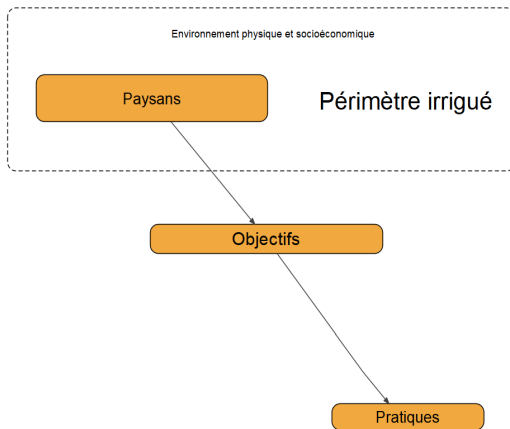 Environnement physique et socioéconomique
Paysans
Périmètre irrigué
Objectifs
Pratiques